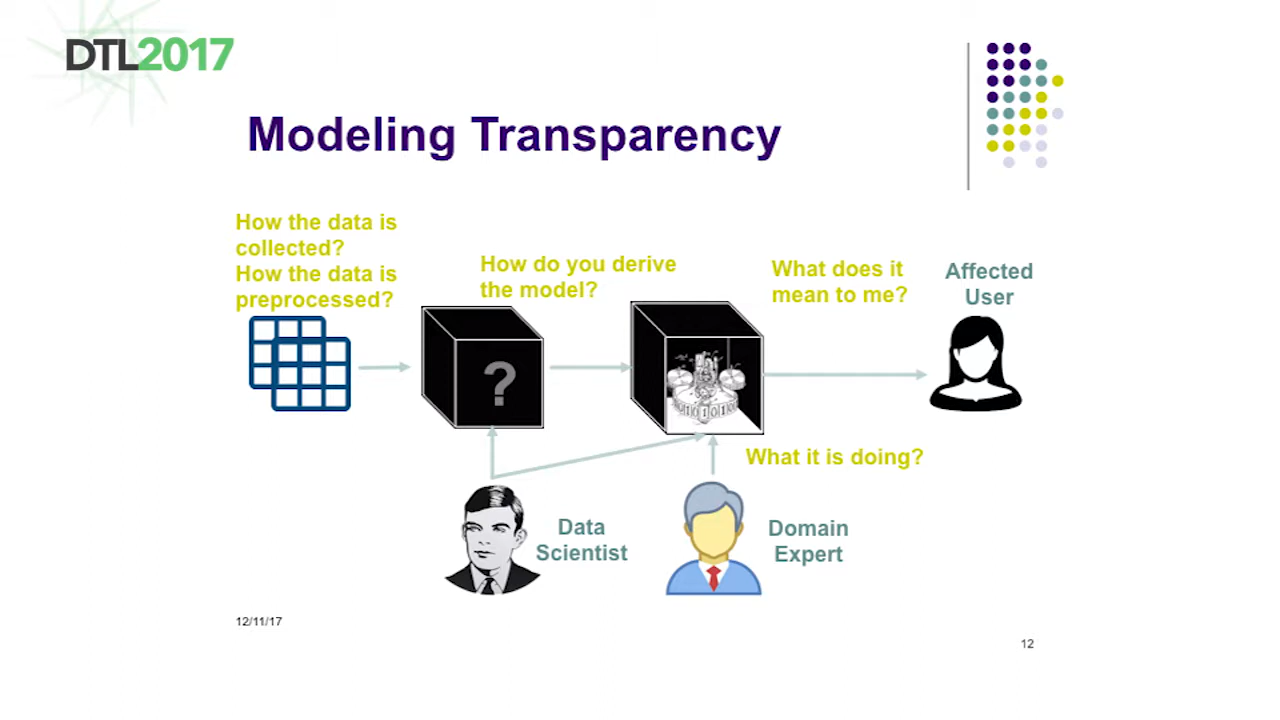 DTL2017
Modeling Transparency
How the data is
collected?
How the data is
preprocessed?
How do you derive
the model?
What does it
mean to me?
Affected
User
?
What it is doing?
Data
Scientist
Domain
Expert
12/11/17
12